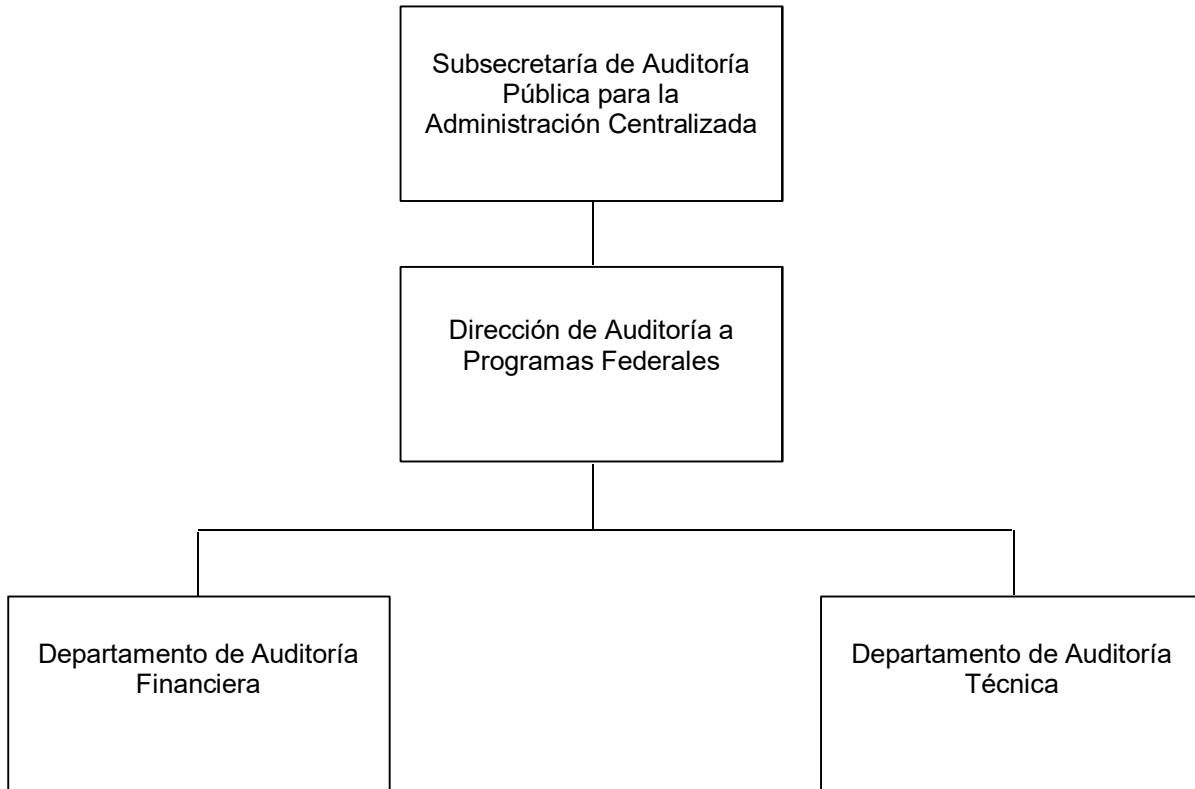 Subsecretaría de Auditoría
Pública para la
Administración Centralizada
Dirección de Auditoría a
Programas Federales
Departamento de Auditoría
Financiera
Departamento de Auditoría
Técnica